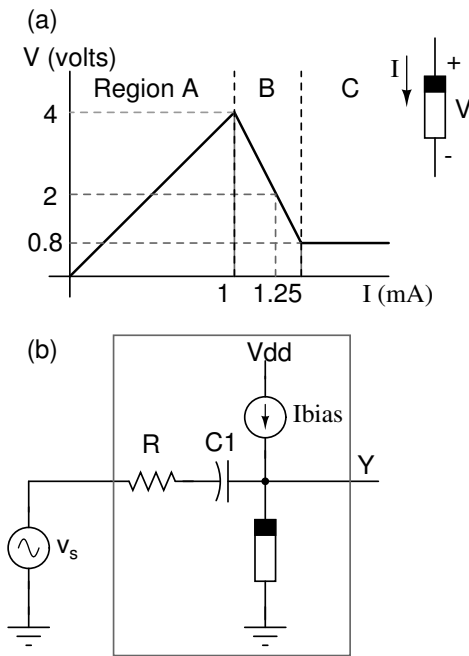 (a)
V (volts)
Region A B C
I + V -
4
2
0.8
1 1.25 I (mA)
(b)
Vdd
Ibias
R C1 Y
vs